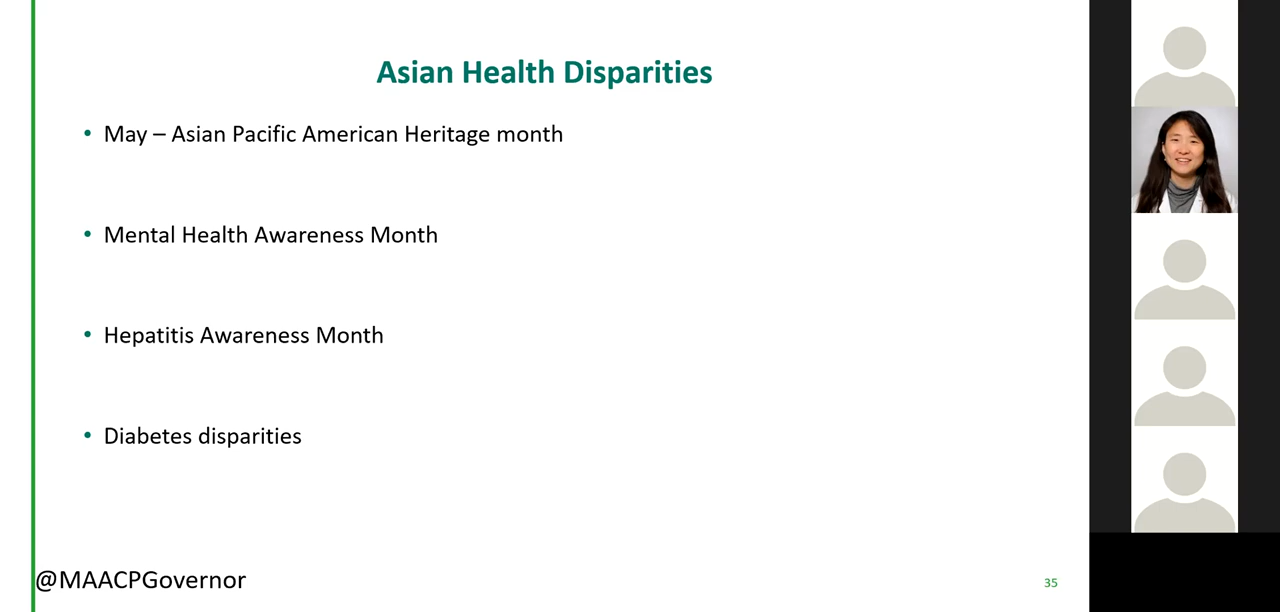 Asian Health Disparities
• May – Asian Pacific American Heritage month
• Mental Health Awareness Month
• Hepatitis Awareness Month
• Diabetes disparities
@MAACPGovernor
35